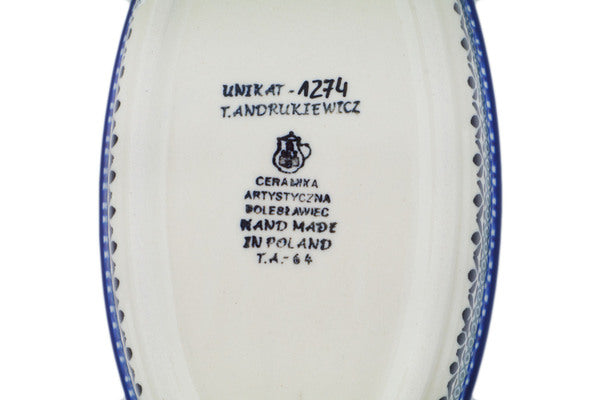 UNIKAT - 1274
T. ANDRUKIEWICZ
CERAMIKA
ARTYSTYCZNA
BOLESŁAWIEC
HAND MADE
IN POLAND
T.A.-64